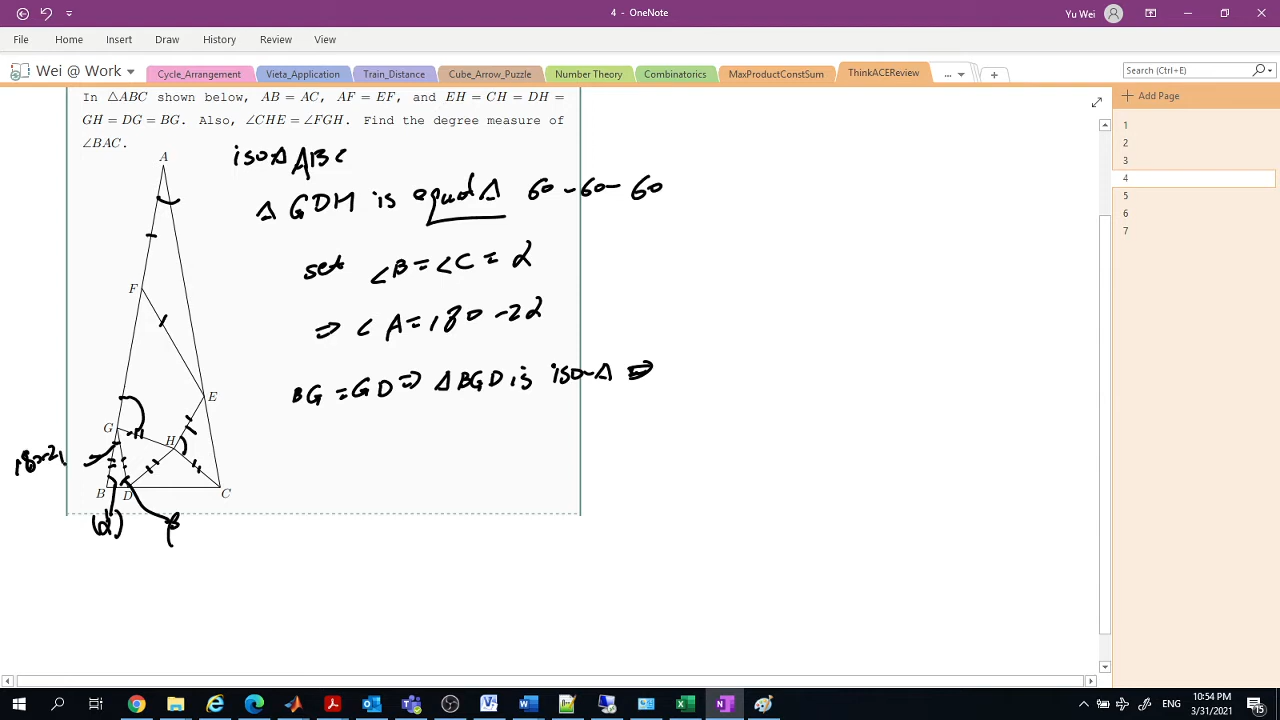 4 - OneNote
Yu Wei
File Home Insert Draw History Review View
Wei @ Work
Cycle_Arrangement Vieta_Application Train_Distance Cube_Arrow_Puzzle Number Theory Combinatorics MaxProductConstSum ThinkACEReview ...
Search (Ctrl+E)
Add Page
1
2
3
4
5
6
7
In △ABC shown below, AB = AC, AF = EF, and EH = CH = DH =
GH = DG = BG. Also, ∠CHE = ∠FGH. Find the degree measure of
∠BAC.
iso△ABC
△ GDH is equal△ 60-60-60
set ∠B=∠C=α
⇒ ∠A=180-2α
BG=GD⇒ △BGD is iso-△ ⇒
A
F
E
G
H
B
D
C
(α)
10:54 PM
ENG
3/31/2021
15